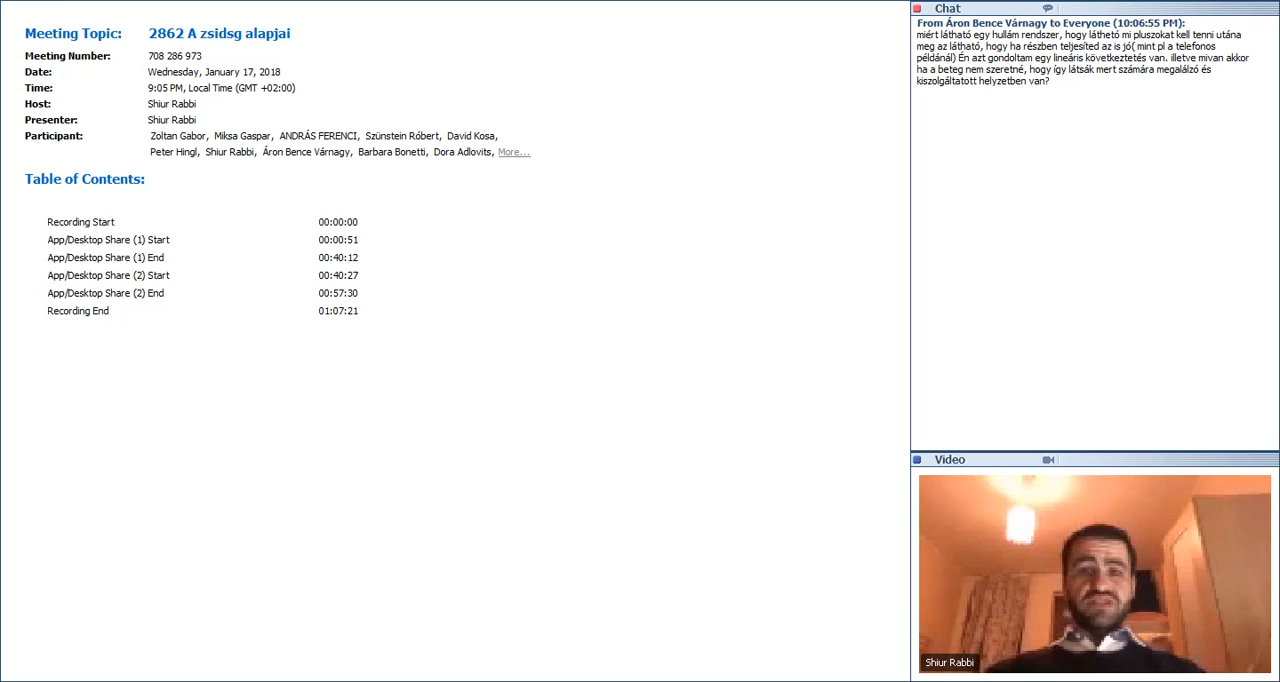 Meeting Topic: 2862 A zsidsg alapjai
Meeting Number: 708 286 973
Date: Wednesday, January 17, 2018
Time: 9:05 PM, Local Time (GMT +02:00)
Host: Shiur Rabbi
Presenter: Shiur Rabbi
Participant: Zoltan Gabor, Miksa Gaspar, ANDRÁS FERENCI, Szünstein Róbert, David Kosa,
Peter Hingl, Shiur Rabbi, Áron Bence Várnagy, Barbara Bonetti, Dora Adlovits, More...
Table of Contents:
Recording Start 00:00:00
App/Desktop Share (1) Start 00:00:51
App/Desktop Share (1) End 00:40:12
App/Desktop Share (2) Start 00:40:27
App/Desktop Share (2) End 00:57:30
Recording End 01:07:21
Chat
From Áron Bence Várnagy to Everyone (10:06:55 PM):
miért látható egy hullám rendszer, hogy láthető mi pluszokat kell tenni utána
meg az látható, hogy ha részben teljesíted az is jó( mint pl a telefonos
példánál) Én azt gondoltam egy lineáris következtetés van. illetve mivan akkor
ha a beteg nem szeretné, hogy így látsák mert számára megalálzó és
kiszolgáltatott helyzetben van?
Video
Shiur Rabbi